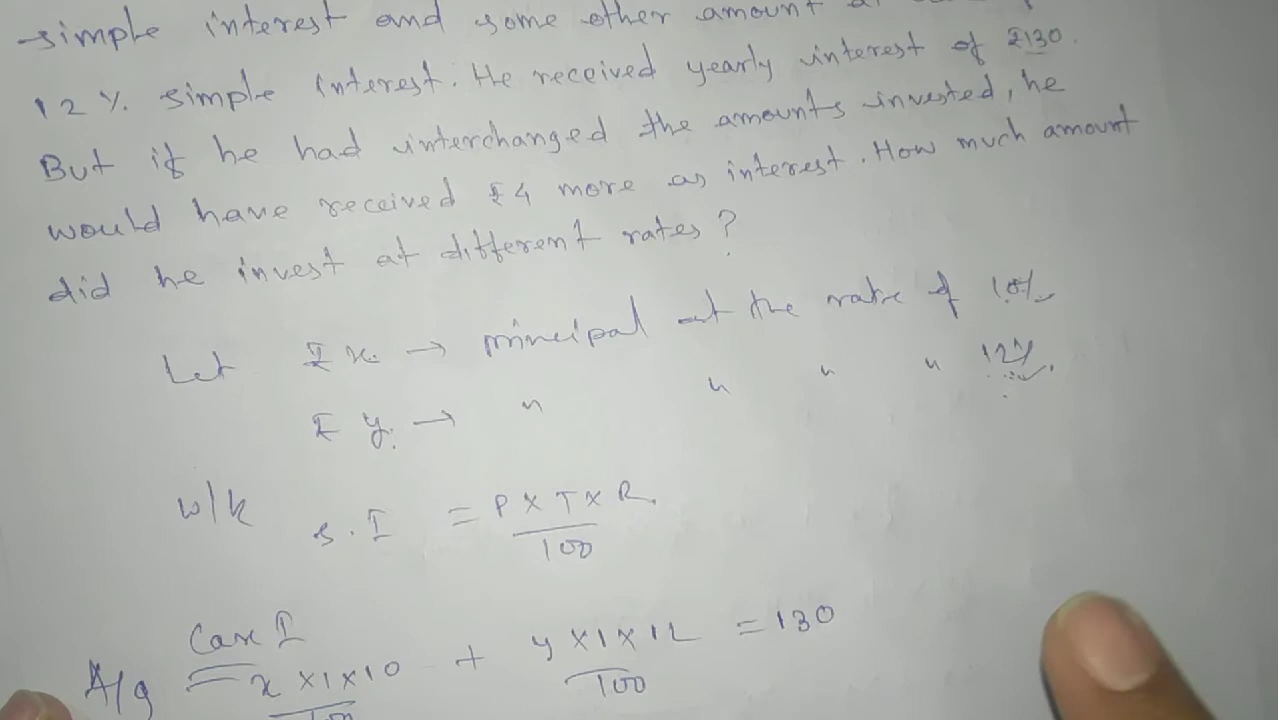 simple interest and some other amount
12 % simple interest. He received yearly interest of ₹130.
But if he had interchanged the amounts invested, he
would have received ₹4 more as interest. How much amount
did he invest at different rates?
Let ₹ x. → principal at the rate of 10%
₹ y. → " " " " 12%
w/k S.I = P × T × R
100
Case I
A/q x × 1 × 10 + y × 1 × 12 = 130
100 100